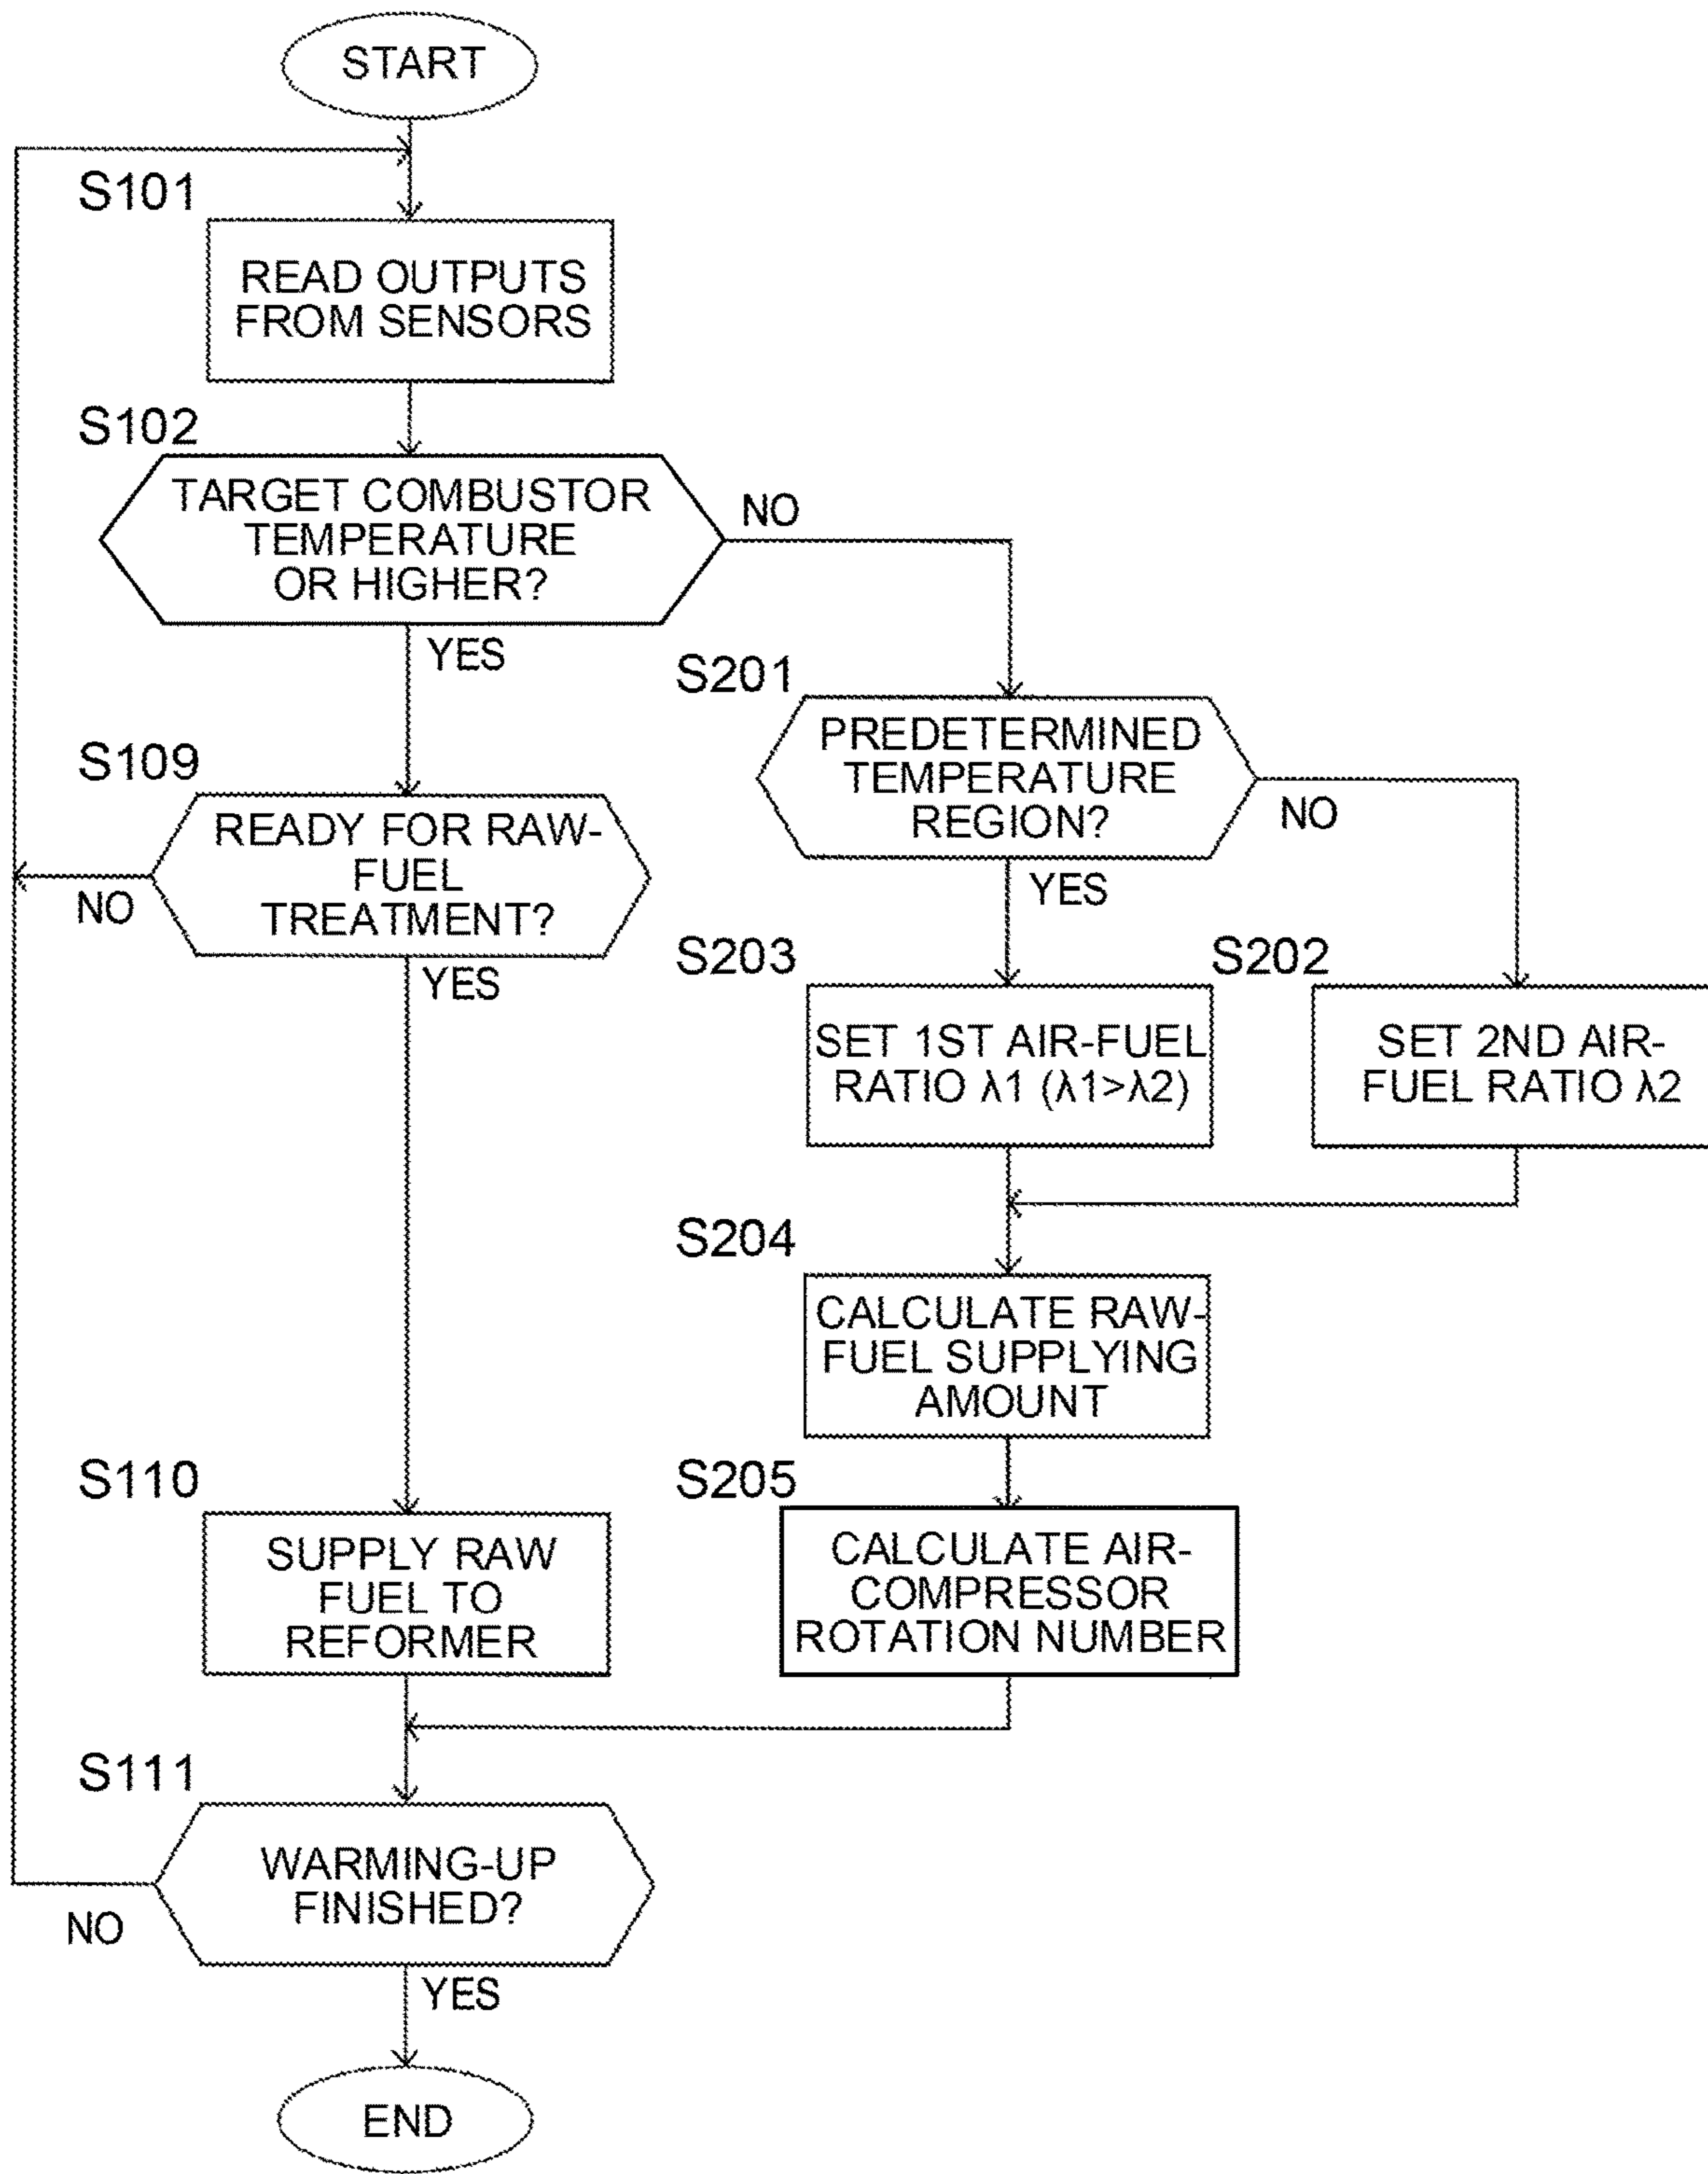 START
S101
READ OUTPUTS
FROM SENSORS
S102
TARGET COMBUSTOR
TEMPERATURE
OR HIGHER?
NO
YES
S201
PREDETERMINED
TEMPERATURE
REGION?
NO
YES
S109
READY FOR RAW-
FUEL
TREATMENT?
NO
YES
S203
SET 1ST AIR-FUEL
RATIO λ1 (λ1>λ2)
S202
SET 2ND AIR-
FUEL RATIO λ2
S204
CALCULATE RAW-
FUEL SUPPLYING
AMOUNT
S110
SUPPLY RAW
FUEL TO
REFORMER
S205
CALCULATE AIR-
COMPRESSOR
ROTATION NUMBER
S111
WARMING-UP
FINISHED?
NO
YES
END